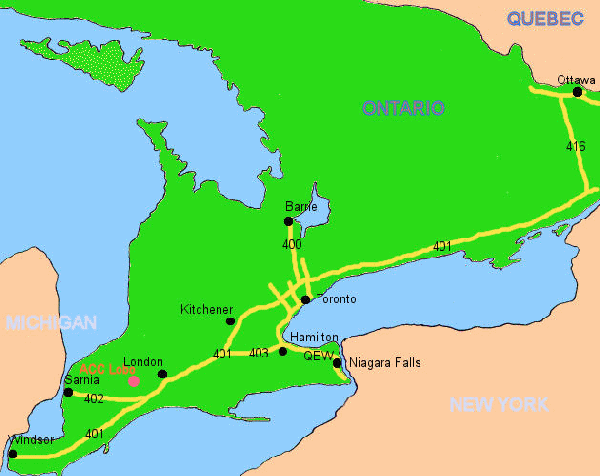 QUEBEC
Ottawa
ONTARIO
416
Barrie
400
401
Toronto
Kitchener
MICHIGAN
Hamilton
401
403
QEW
Niagara Falls
London
ACC Labo
Sarnia
402
NEW YORK
401
Windsor